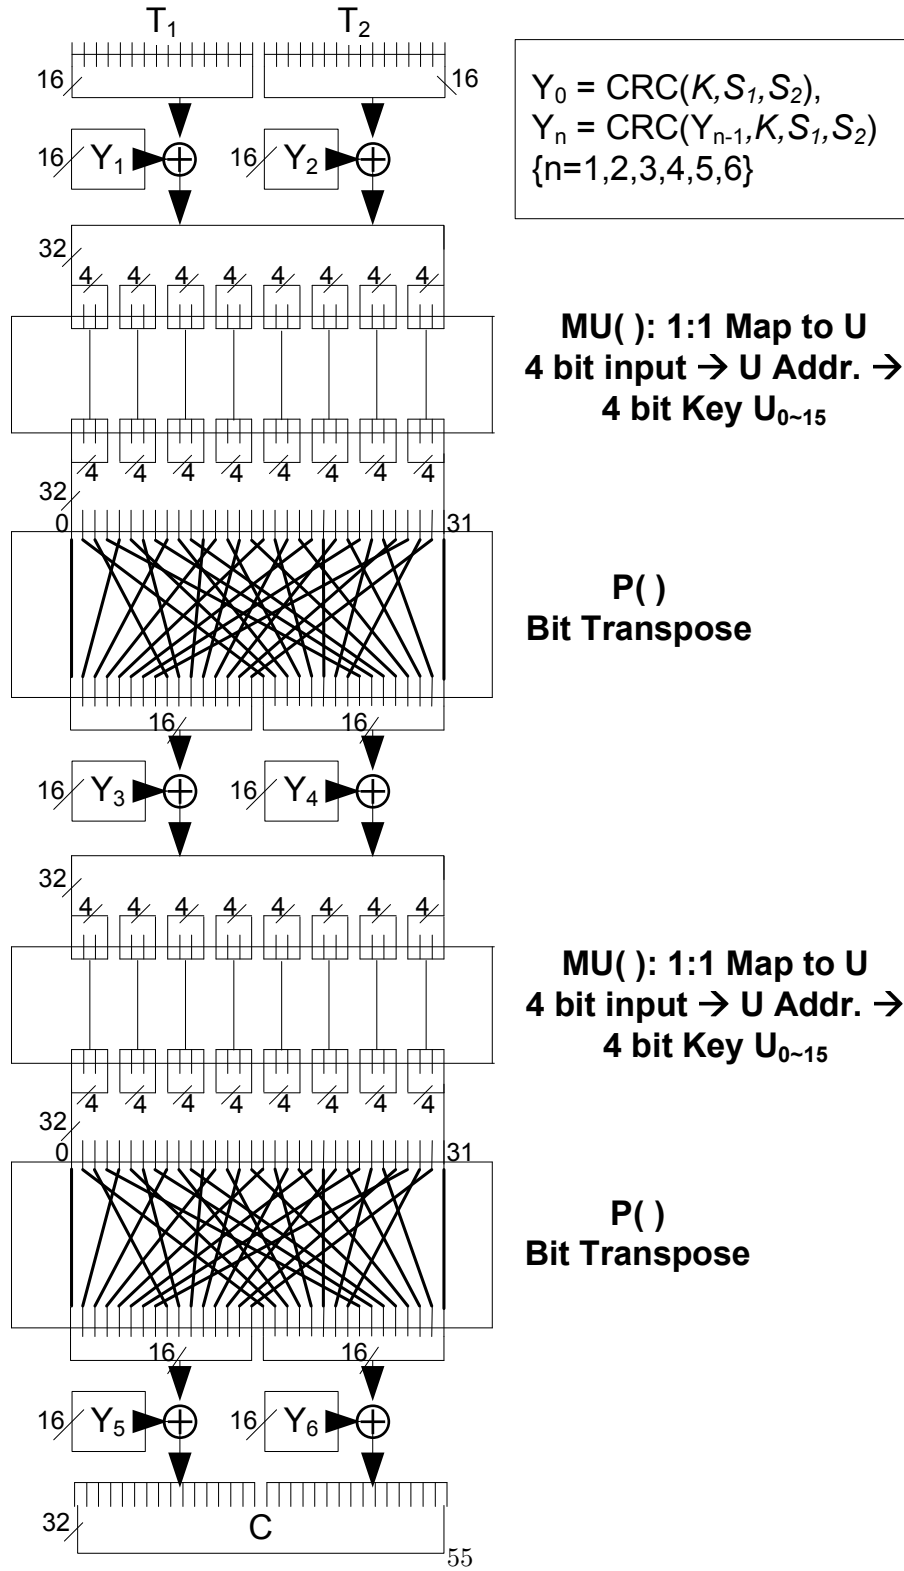 T₁ T₂
16 16
Y₀ = CRC(K,S₁,S₂),
Yₙ = CRC(Yₙ₋₁,K,S₁,S₂)
{n=1,2,3,4,5,6}
16 Y₁ 16 Y₂
32
4 4 4 4 4 4 4 4
MU( ): 1:1 Map to U
4 bit input → U Addr. →
4 bit Key U₀~₁₅
4 4 4 4 4 4 4 4
32
0 31
P( )
Bit Transpose
16 16
16 Y₃ 16 Y₄
32
4 4 4 4 4 4 4 4
MU( ): 1:1 Map to U
4 bit input → U Addr. →
4 bit Key U₀~₁₅
4 4 4 4 4 4 4 4
32
0 31
P( )
Bit Transpose
16 16
16 Y₅ 16 Y₆
32 C
55